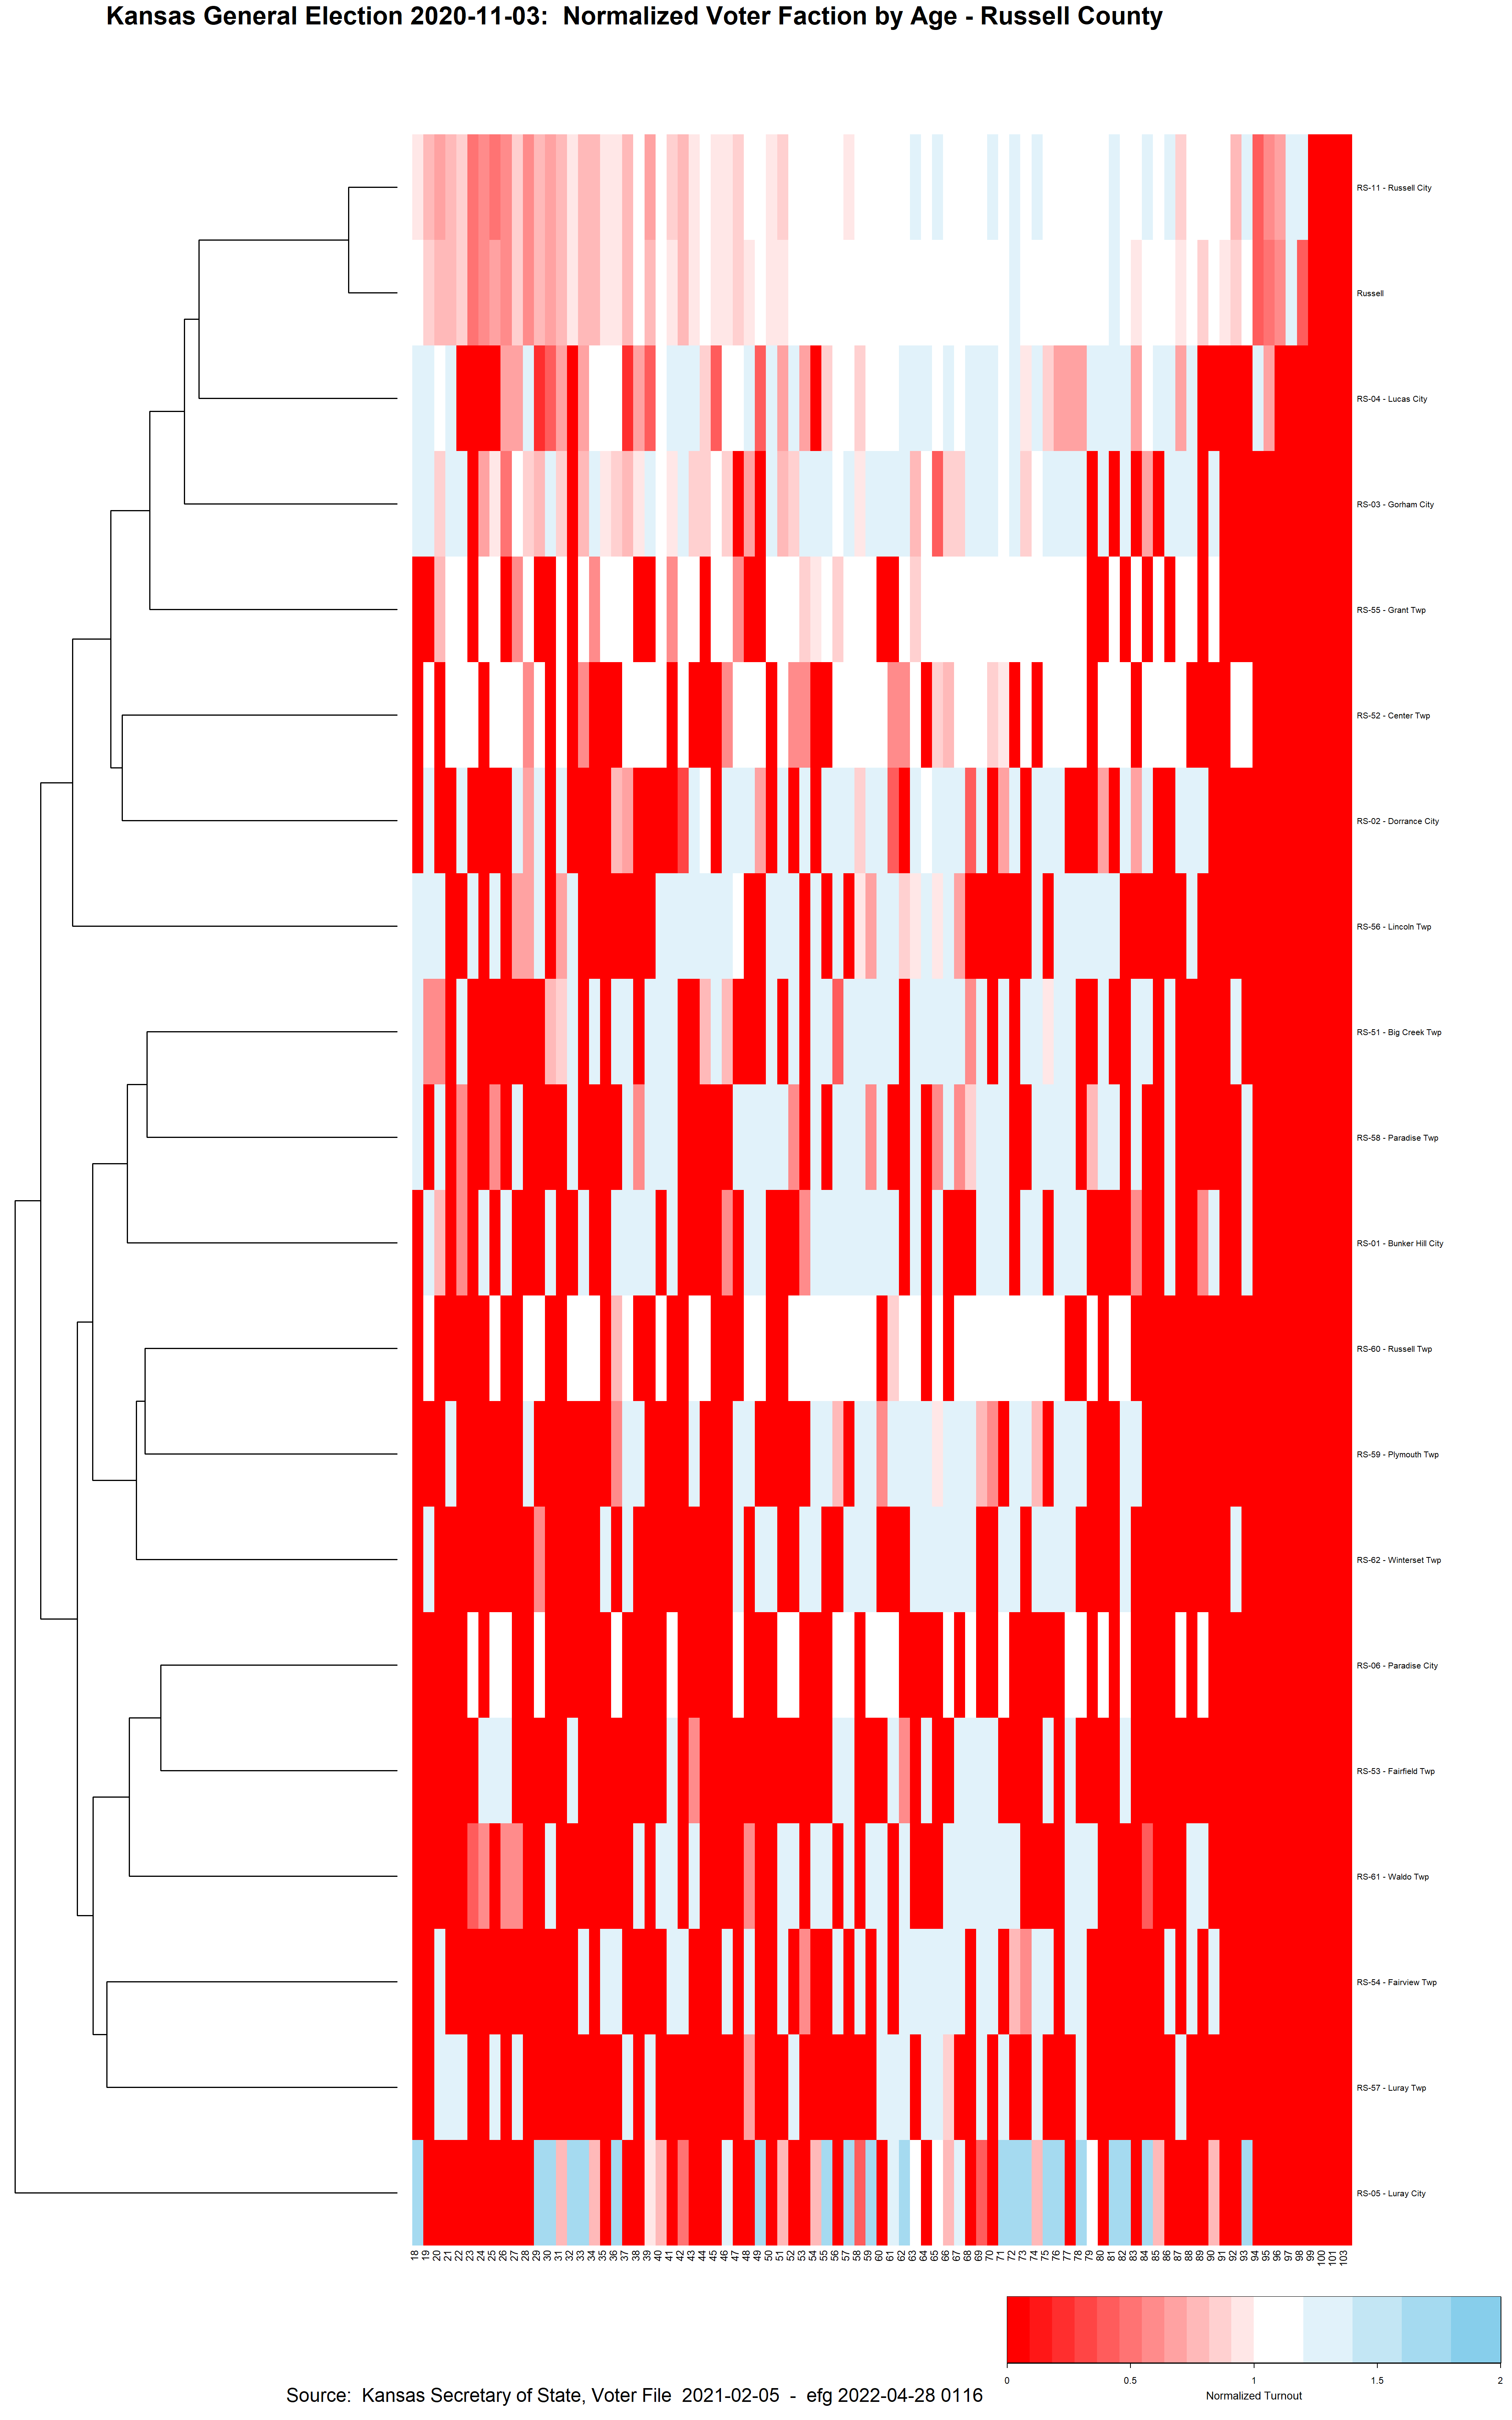 Kansas General Election 2020-11-03:  Normalized Voter Faction by Age - Russell County
RS-11 - Russell City
Russell
RS-04 - Lucas City
RS-03 - Gorham City
RS-55 - Grant Twp
RS-52 - Center Twp
RS-02 - Dorrance City
RS-56 - Lincoln Twp
RS-51 - Big Creek Twp
RS-58 - Paradise Twp
RS-01 - Bunker Hill City
RS-60 - Russell Twp
RS-59 - Plymouth Twp
RS-62 - Winterset Twp
RS-06 - Paradise City
RS-53 - Fairfield Twp
RS-61 - Waldo Twp
RS-54 - Fairview Twp
RS-57 - Luray Twp
RS-05 - Luray City
18 19 20 21 22 23 24 25 26 27 28 29 30 31 32 33 34 35 36 37 38 39 40 41 42 43 44 45 46 47 48 49 50 51 52 53 54 55 56 57 58 59 60 61 62 63 64 65 66 67 68 69 70 71 72 73 74 75 76 77 78 79 80 81 82 83 84 85 86 87 88 89 90 91 92 93 94 95 96 97 98 99 100 101 103
0 0.5 1 1.5 2
Normalized Turnout
Source:  Kansas Secretary of State, Voter File  2021-02-05  -  efg 2022-04-28 0116